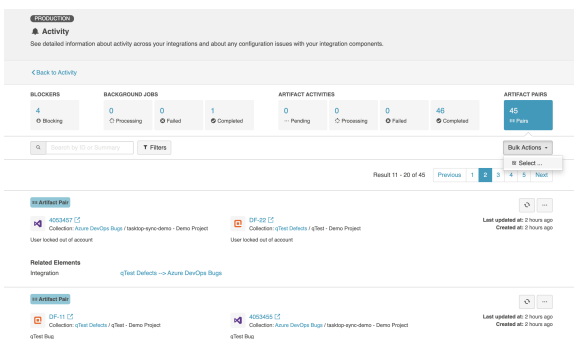 PRODUCTION
Activity
See detailed information about activity across your integrations and about any configuration issues with your integration components.
Back to Activity
BLOCKERS BACKGROUND JOBS ARTIFACT ACTIVITIES ARTIFACT PAIRS
4 0 0 1 0 0 0 46 45
Blocking Processing Failed Completed Pending Processing Failed Completed Pairs
Search by ID or Summary Filters Bulk Actions
Select ...
Result 11 - 20 of 45 Previous 1 2 3 4 5 Next
Artifact Pair
4053457 DF-22 Last updated at: 2 hours ago
Collection: Azure DevOps Bugs / tasktop-sync-demo - Demo Project Collection: qTest Defects / qTest - Demo Project Created at: 2 hours ago
User locked out of account User locked out of account
Related Elements
Integration qTest Defects --> Azure DevOps Bugs
Artifact Pair
DF-11 4053455 Last updated at: 2 hours ago
Collection: qTest Defects / qTest - Demo Project Collection: Azure DevOps Bugs / tasktop-sync-demo - Demo Project Created at: 2 hours ago
qTest Bug qTest Bug